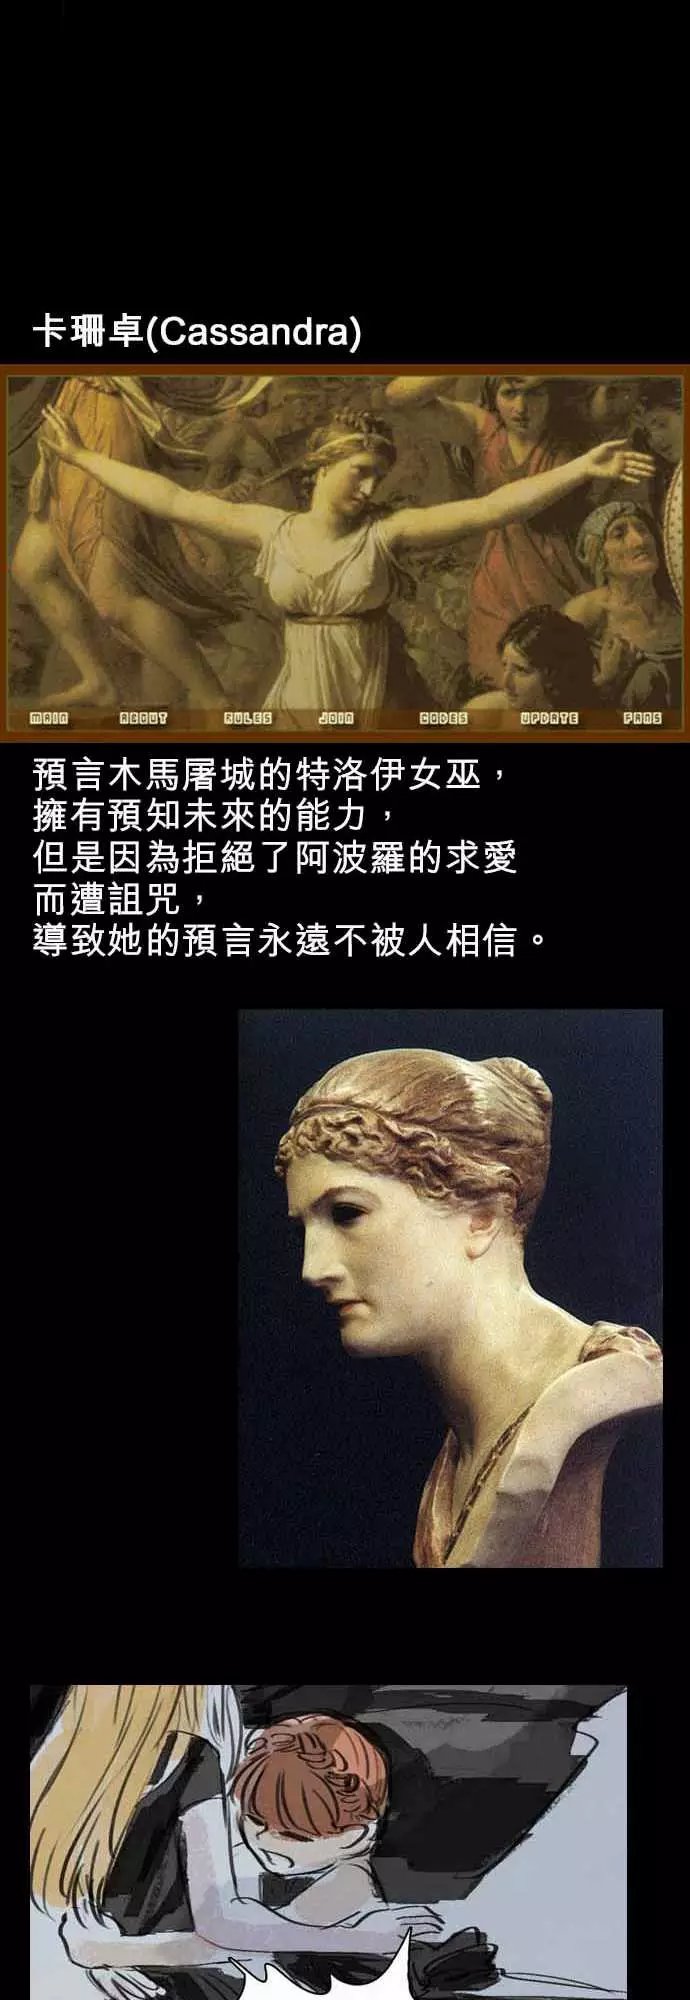 卡珊卓(Cassandra)
MAIN ABOUT RULES JOIN CODES UPDATE FANS
預言木馬屠城的特洛伊女巫，
擁有預知未來的能力，
但是因為拒絕了阿波羅的求愛
而遭詛咒，
導致她的預言永遠不被人相信。